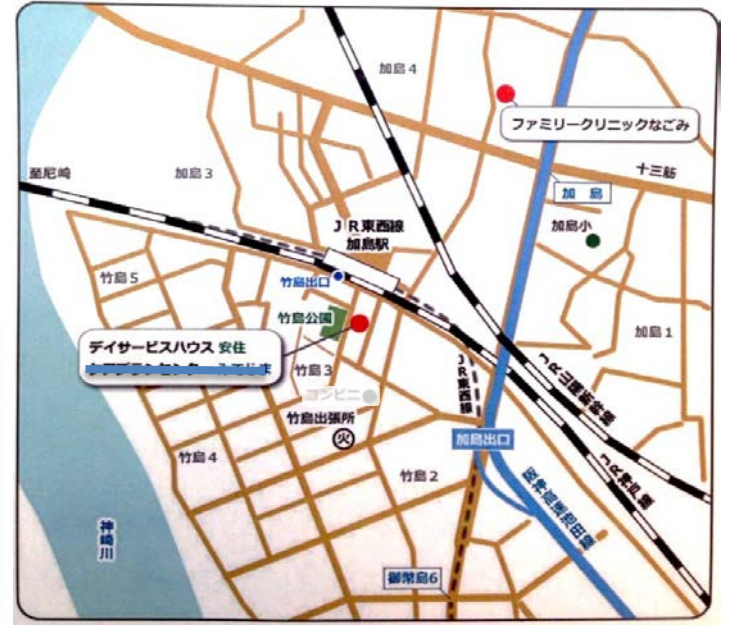 加島4
ファミリークリニックなごみ
至尼崎
加島3
十三筋
加 島
JR東西線
加島駅
加島小
竹島5
竹島出口
竹島公園
加島1
デイサービスハウス 安住
竹島3
JR東西線
JR山陽新幹線
コンビニ
竹島出張所
火
加島出口
竹島4
竹島2
JR神戸線
阪神高速池田線
神崎川
御幣島6